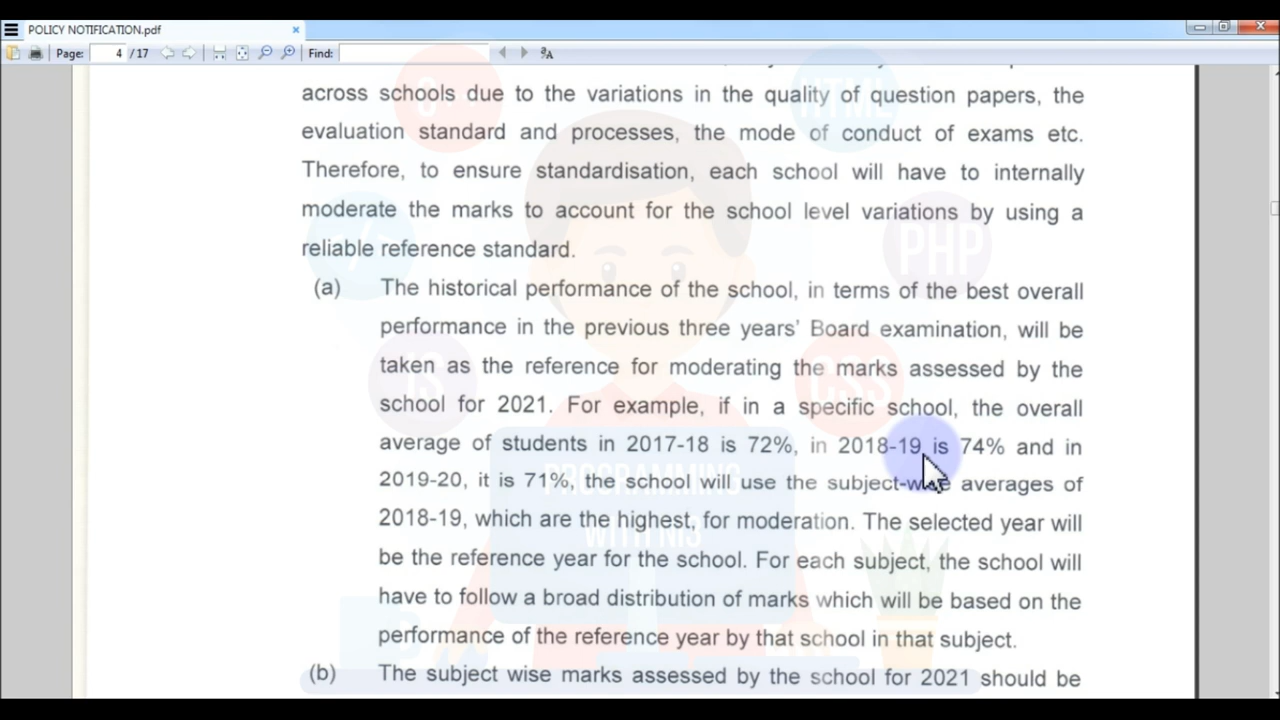 POLICY NOTIFICATION.pdf
Page: 4 / 17 Find:
across schools due to the variations in the quality of question papers, the
evaluation standard and processes, the mode of conduct of exams etc.
Therefore, to ensure standardisation, each school will have to internally
moderate the marks to account for the school level variations by using a
reliable reference standard.
(a) The historical performance of the school, in terms of the best overall
performance in the previous three years' Board examination, will be
taken as the reference for moderating the marks assessed by the
school for 2021. For example, if in a specific school, the overall
average of students in 2017-18 is 72%, in 2018-19 is 74% and in
2019-20, it is 71%, the school will use the subject-wise averages of
2018-19, which are the highest, for moderation. The selected year will
be the reference year for the school. For each subject, the school will
have to follow a broad distribution of marks which will be based on the
performance of the reference year by that school in that subject.
(b) The subject wise marks assessed by the school for 2021 should be
HTML
PHP
JS
CSS
PROGRAMMING
WITH NIS